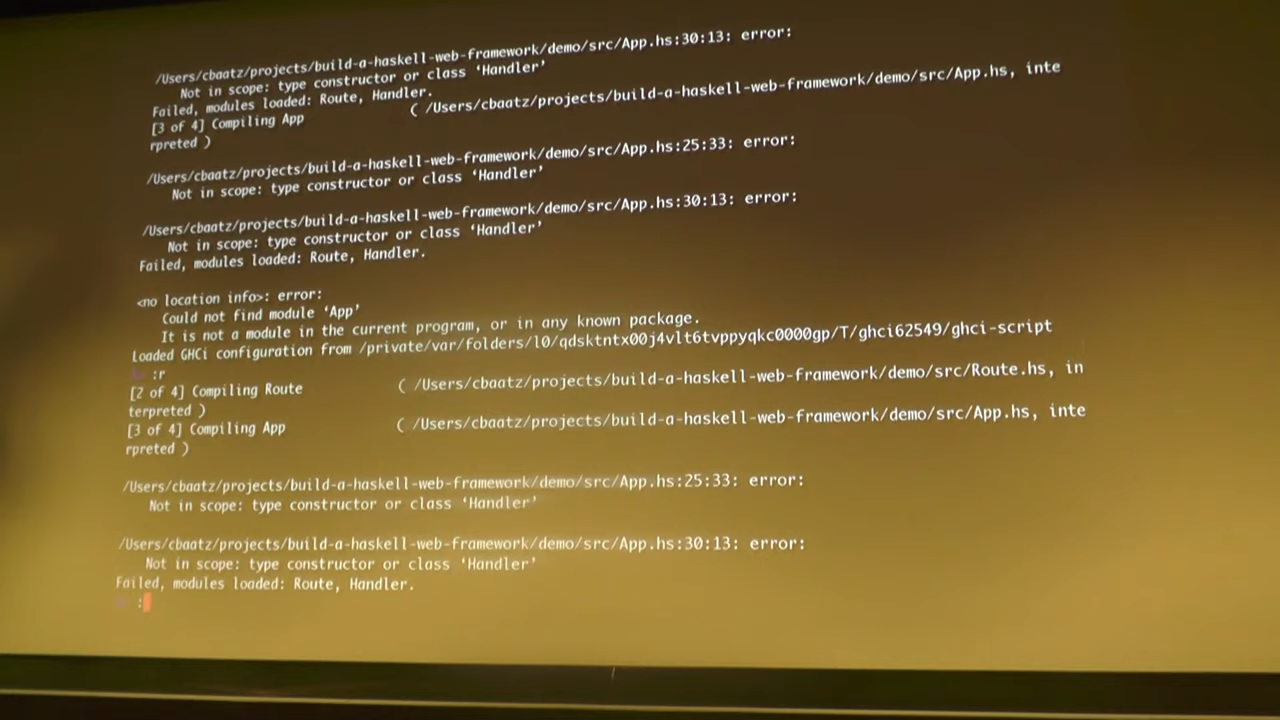 /Users/cbaatz/projects/build-a-haskell-web-framework/demo/src/App.hs:30:13: error:
Not in scope: type constructor or class ‘Handler’
Failed, modules loaded: Route, Handler.
[3 of 4] Compiling App ( /Users/cbaatz/projects/build-a-haskell-web-framework/demo/src/App.hs, inte
rpreted )
/Users/cbaatz/projects/build-a-haskell-web-framework/demo/src/App.hs:25:33: error:
Not in scope: type constructor or class ‘Handler’
/Users/cbaatz/projects/build-a-haskell-web-framework/demo/src/App.hs:30:13: error:
Not in scope: type constructor or class ‘Handler’
Failed, modules loaded: Route, Handler.
<no location info>: error:
Could not find module ‘App’
It is not a module in the current program, or in any known package.
Loaded GHCi configuration from /private/var/folders/l0/qdsktntx00j4vlt6tvppyqkc0000gp/T/ghci62549/ghci-script
:r
[2 of 4] Compiling Route ( /Users/cbaatz/projects/build-a-haskell-web-framework/demo/src/Route.hs, in
terpreted )
[3 of 4] Compiling App ( /Users/cbaatz/projects/build-a-haskell-web-framework/demo/src/App.hs, inte
rpreted )
/Users/cbaatz/projects/build-a-haskell-web-framework/demo/src/App.hs:25:33: error:
Not in scope: type constructor or class ‘Handler’
/Users/cbaatz/projects/build-a-haskell-web-framework/demo/src/App.hs:30:13: error:
Not in scope: type constructor or class ‘Handler’
Failed, modules loaded: Route, Handler.
: